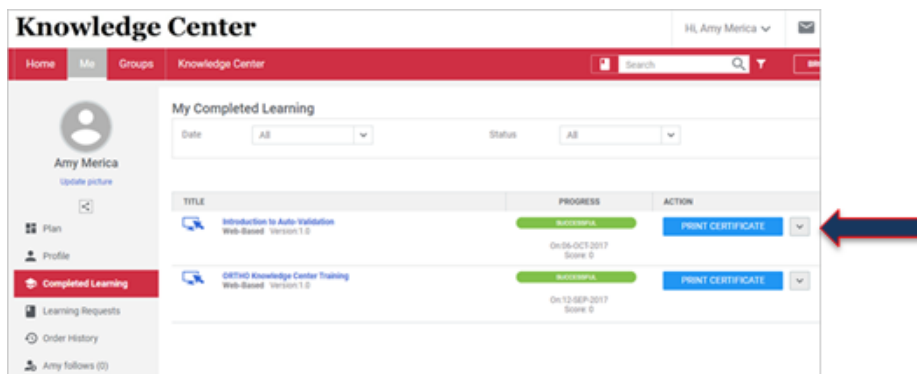 Knowledge Center
Hi, Amy Merica
Home Me Groups Knowledge Center Search
My Completed Learning
Date All Status All
Amy Merica
Update picture
TITLE PROGRESS ACTION
Introduction to Auto-Validation SUCCESSFUL PRINT CERTIFICATE
Web-Based Version 1.0
On:06-OCT-2017
Score: 0
Plan
Profile
ORTHO Knowledge Center Training SUCCESSFUL PRINT CERTIFICATE
Web-Based Version 1.0
On:12-SEP-2017
Score: 0
Completed Learning
Learning Requests
Order History
Amy follows (0)